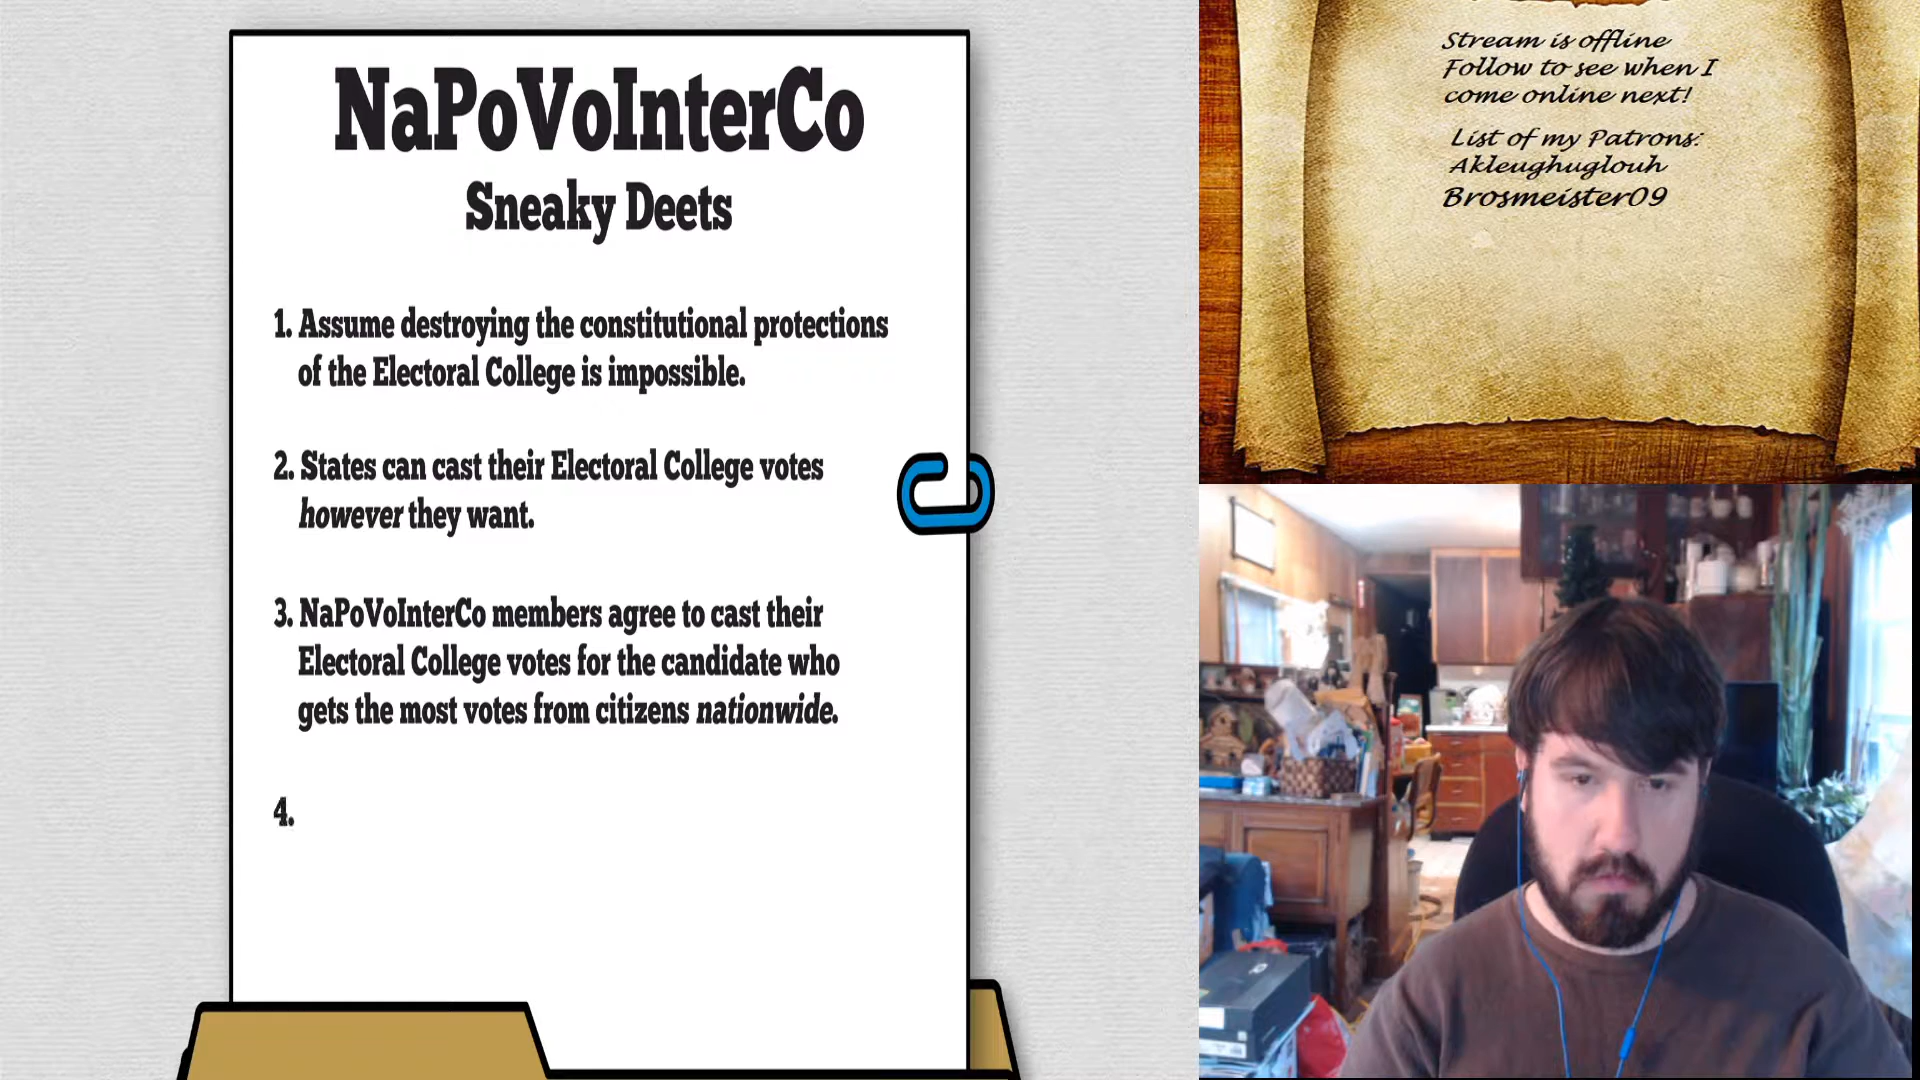 NaPoVoInterCo
Sneaky Deets
1. Assume destroying the constitutional protections
of the Electoral College is impossible.
2. States can cast their Electoral College votes
however they want.
3. NaPoVoInterCo members agree to cast their
Electoral College votes for the candidate who
gets the most votes from citizens nationwide.
4.
Stream is offline
Follow to see when I
come online next!
List of my Patrons:
Akleughuglouh
Brosmeister09